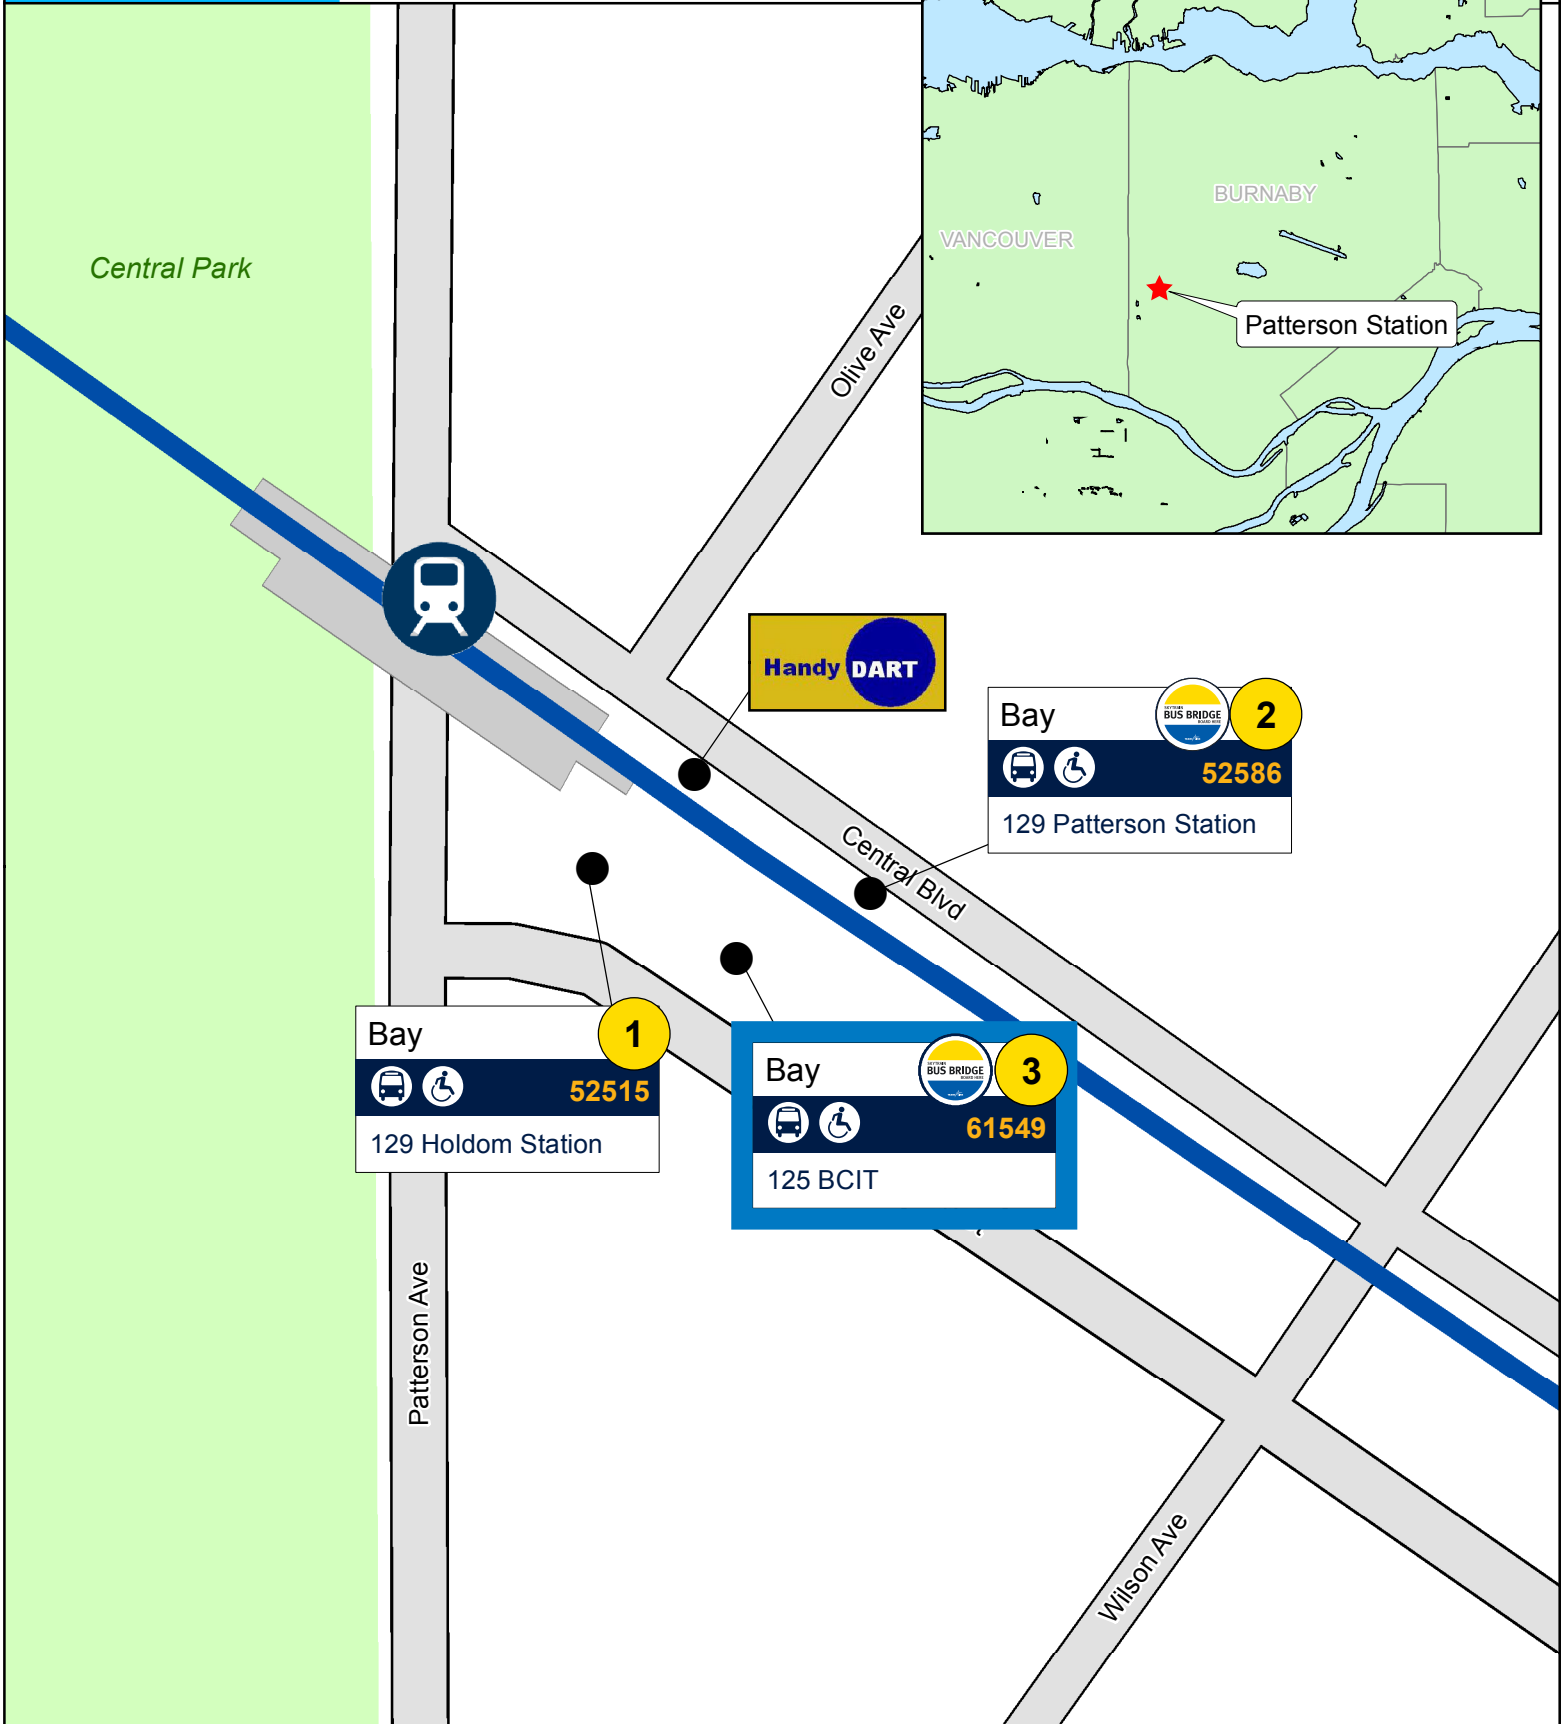 VANCOUVER
BURNABY
Patterson Station
Central Park
Olive Ave
Handy DART
Bay
BUS BRIDGE
2
52586
129 Patterson Station
Central Blvd
Bay
1
52515
129 Holdom Station
Bay
BUS BRIDGE
3
61549
125 BCIT
Patterson Ave
Wilson Ave